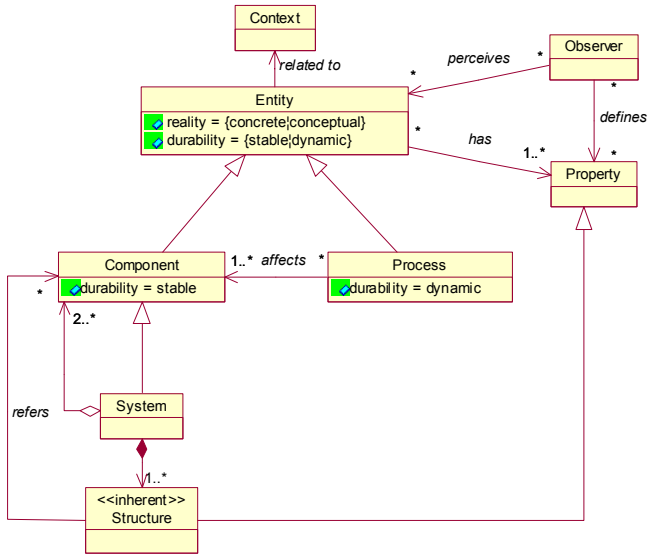 Context
Observer
related to
perceives
*
*
Entity
reality = {concrete¦conceptual}
durability = {stable¦dynamic}
*
defines
*
has
1..*
*
Property
Component
durability = stable
1..*
affects
*
Process
durability = dynamic
*
2..*
refers
System
1..*
<<inherent>>
Structure